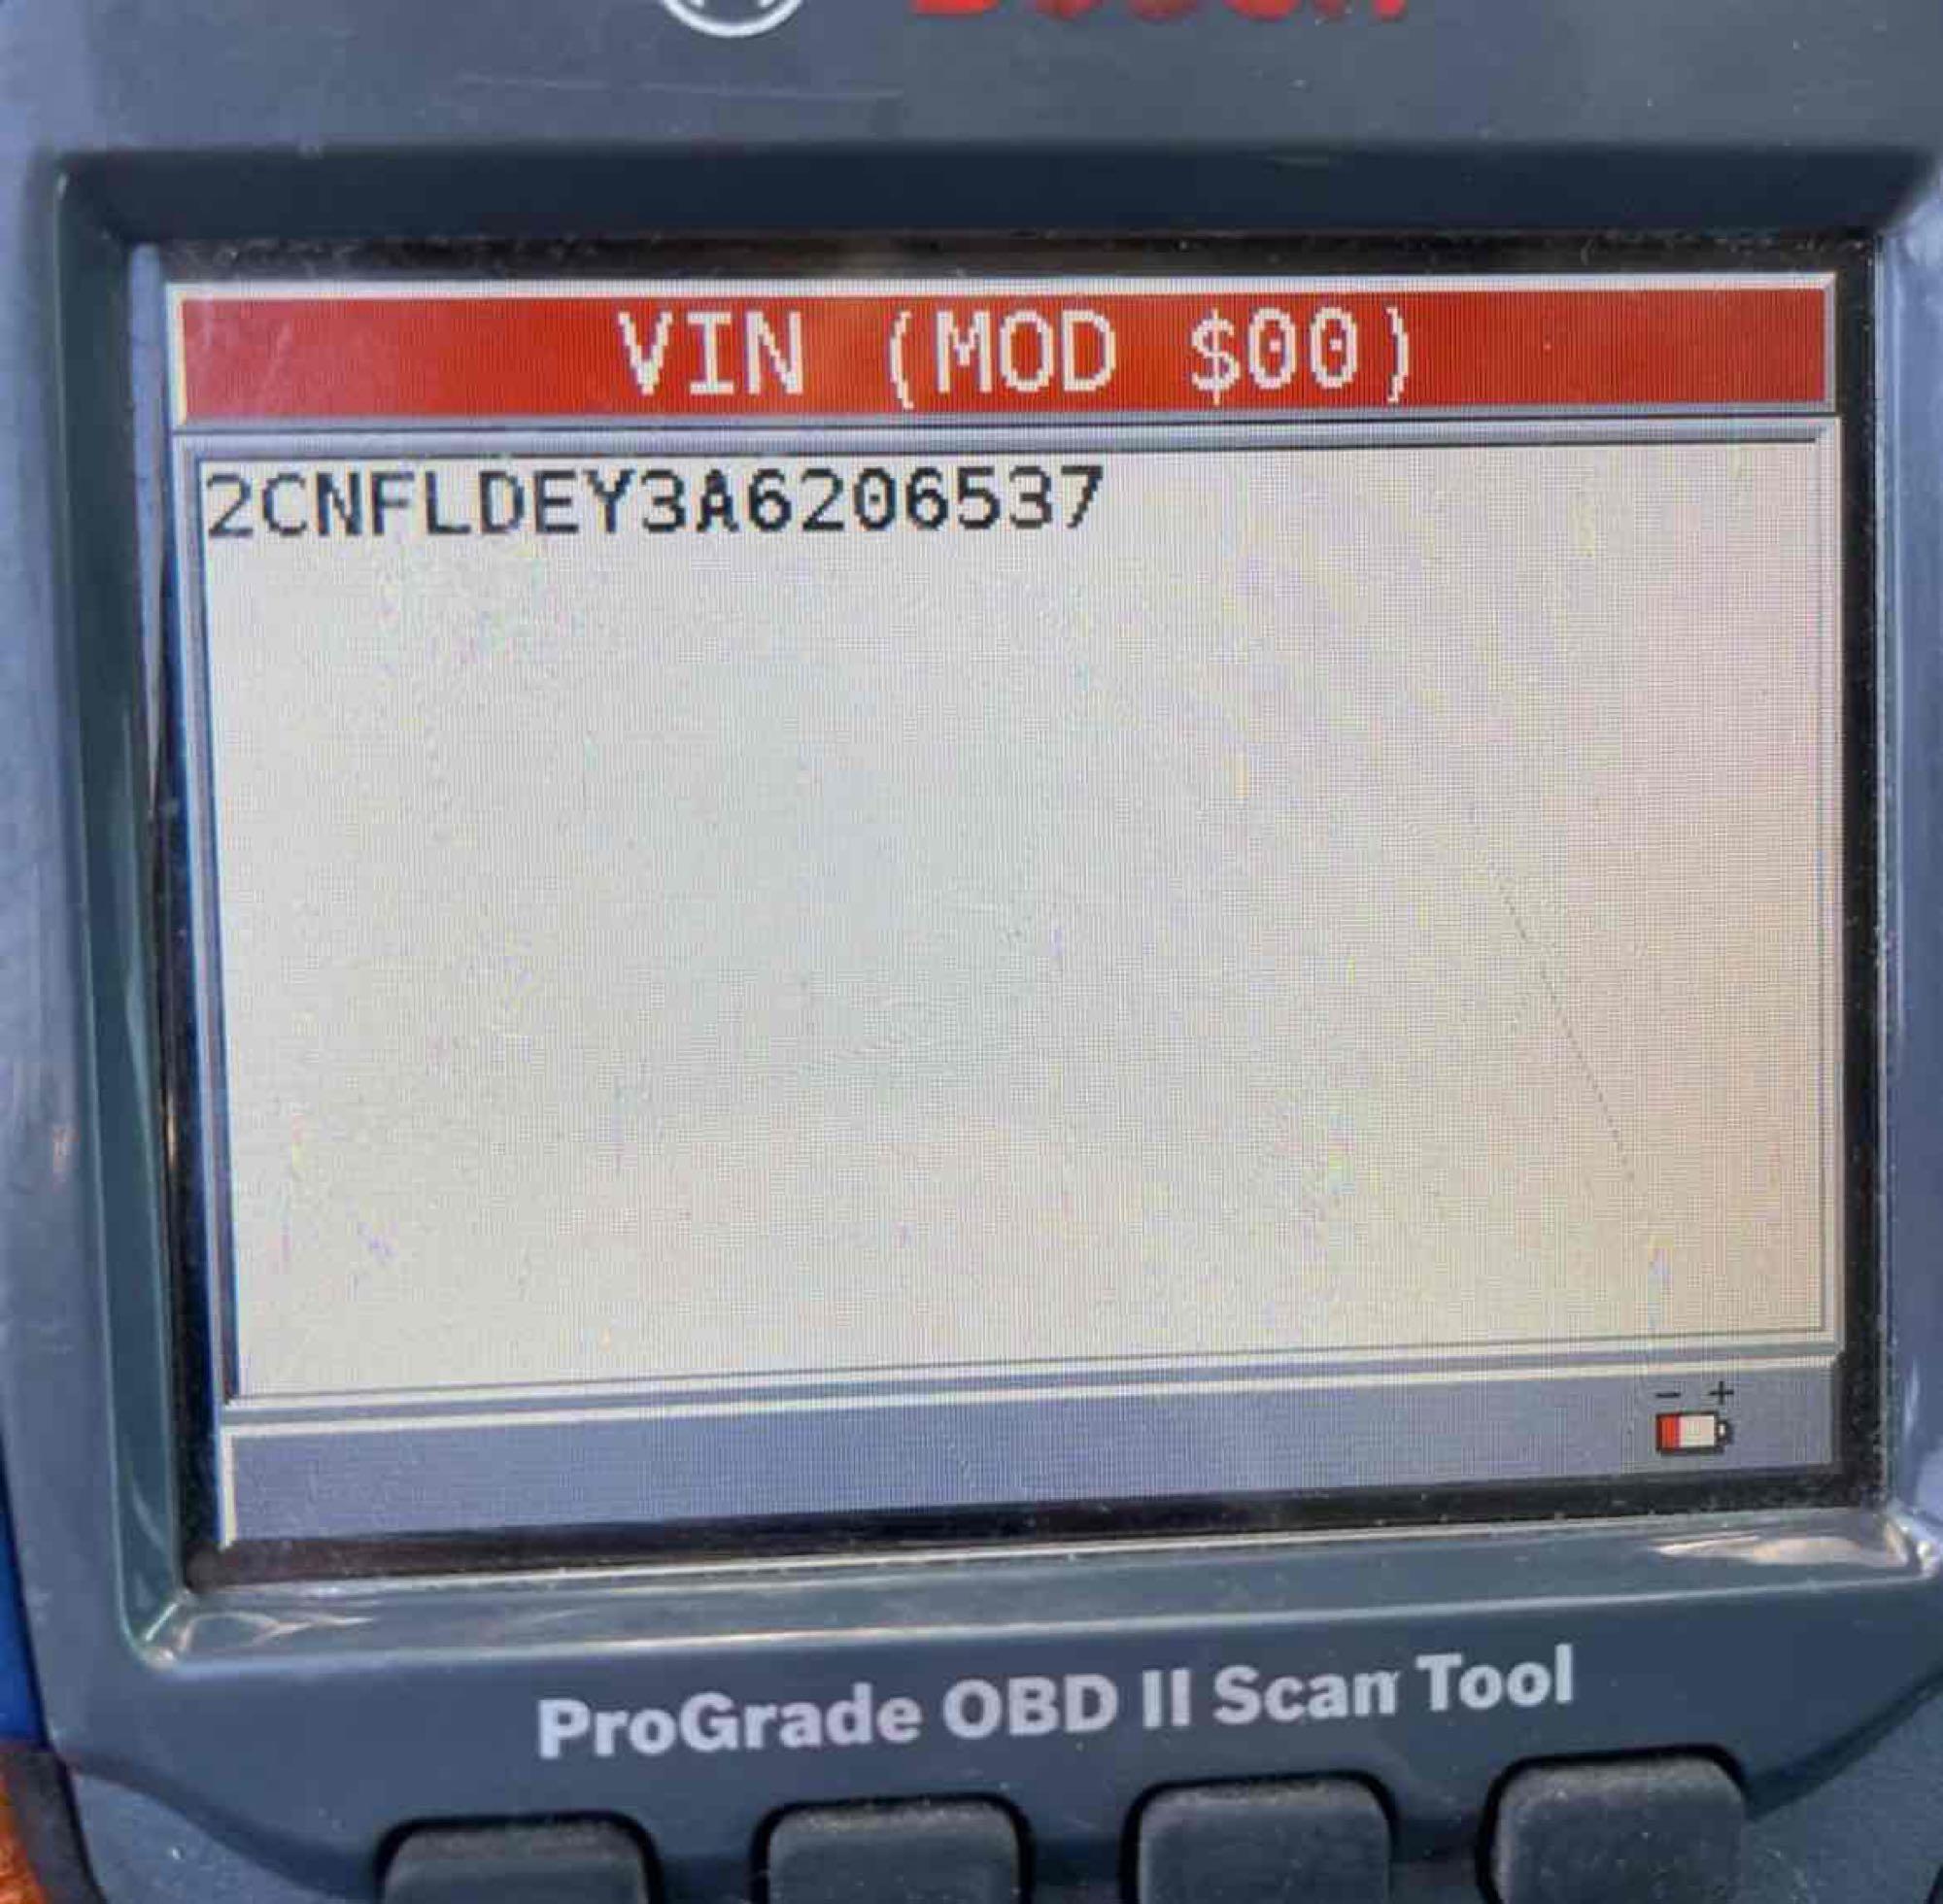 VIN (MOD $00)
2CNFLDEY3A6206537
- +
ProGrade OBD II Scan Tool